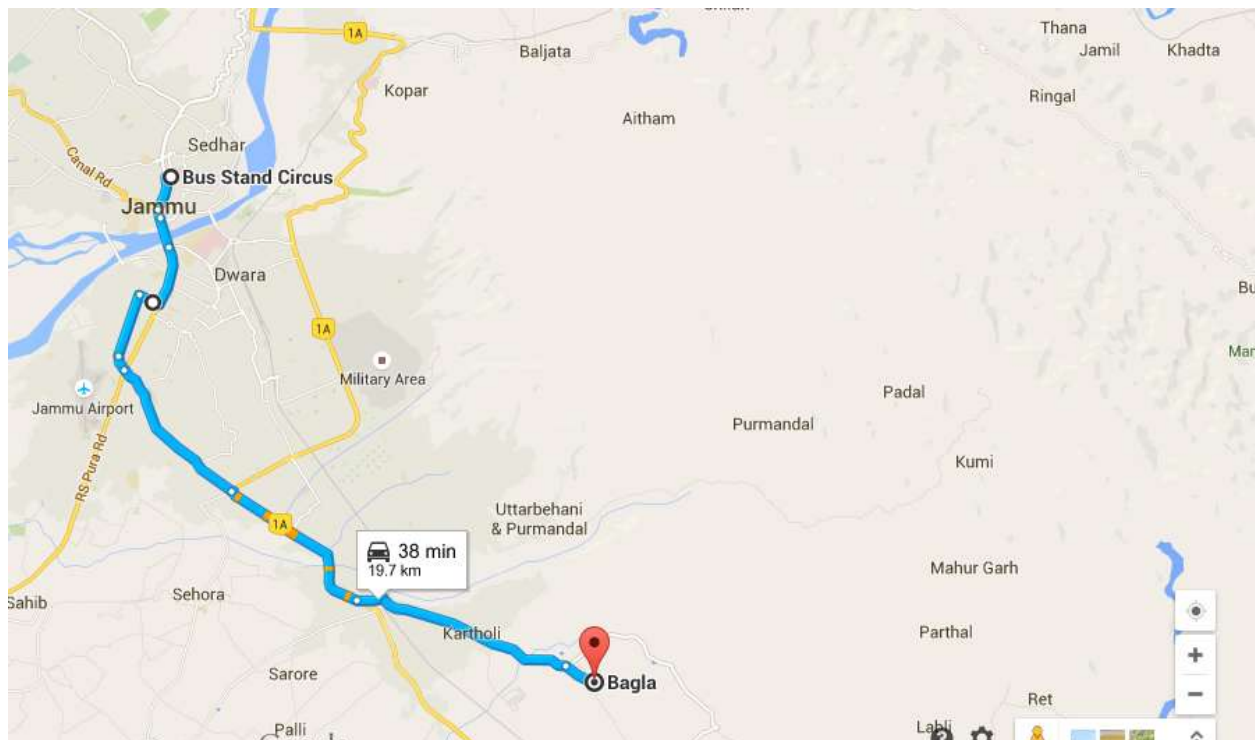 Thana
1A
Baljata
Jamil
Khadta
Kopar
Ringal
Aitham
Sedhar
Canal Rd
Bus Stand Circus
Jammu
Dwara
1A
Military Area
Jammu Airport
Padal
Purmandal
RS Pura Rd
Kumi
Uttarbehani
& Purmandal
1A
38 min
19.7 km
Mahur Garh
Sehora
Sahib
Kartholi
Parthal
Sarore
Bagla
Ret
Palli
Labli